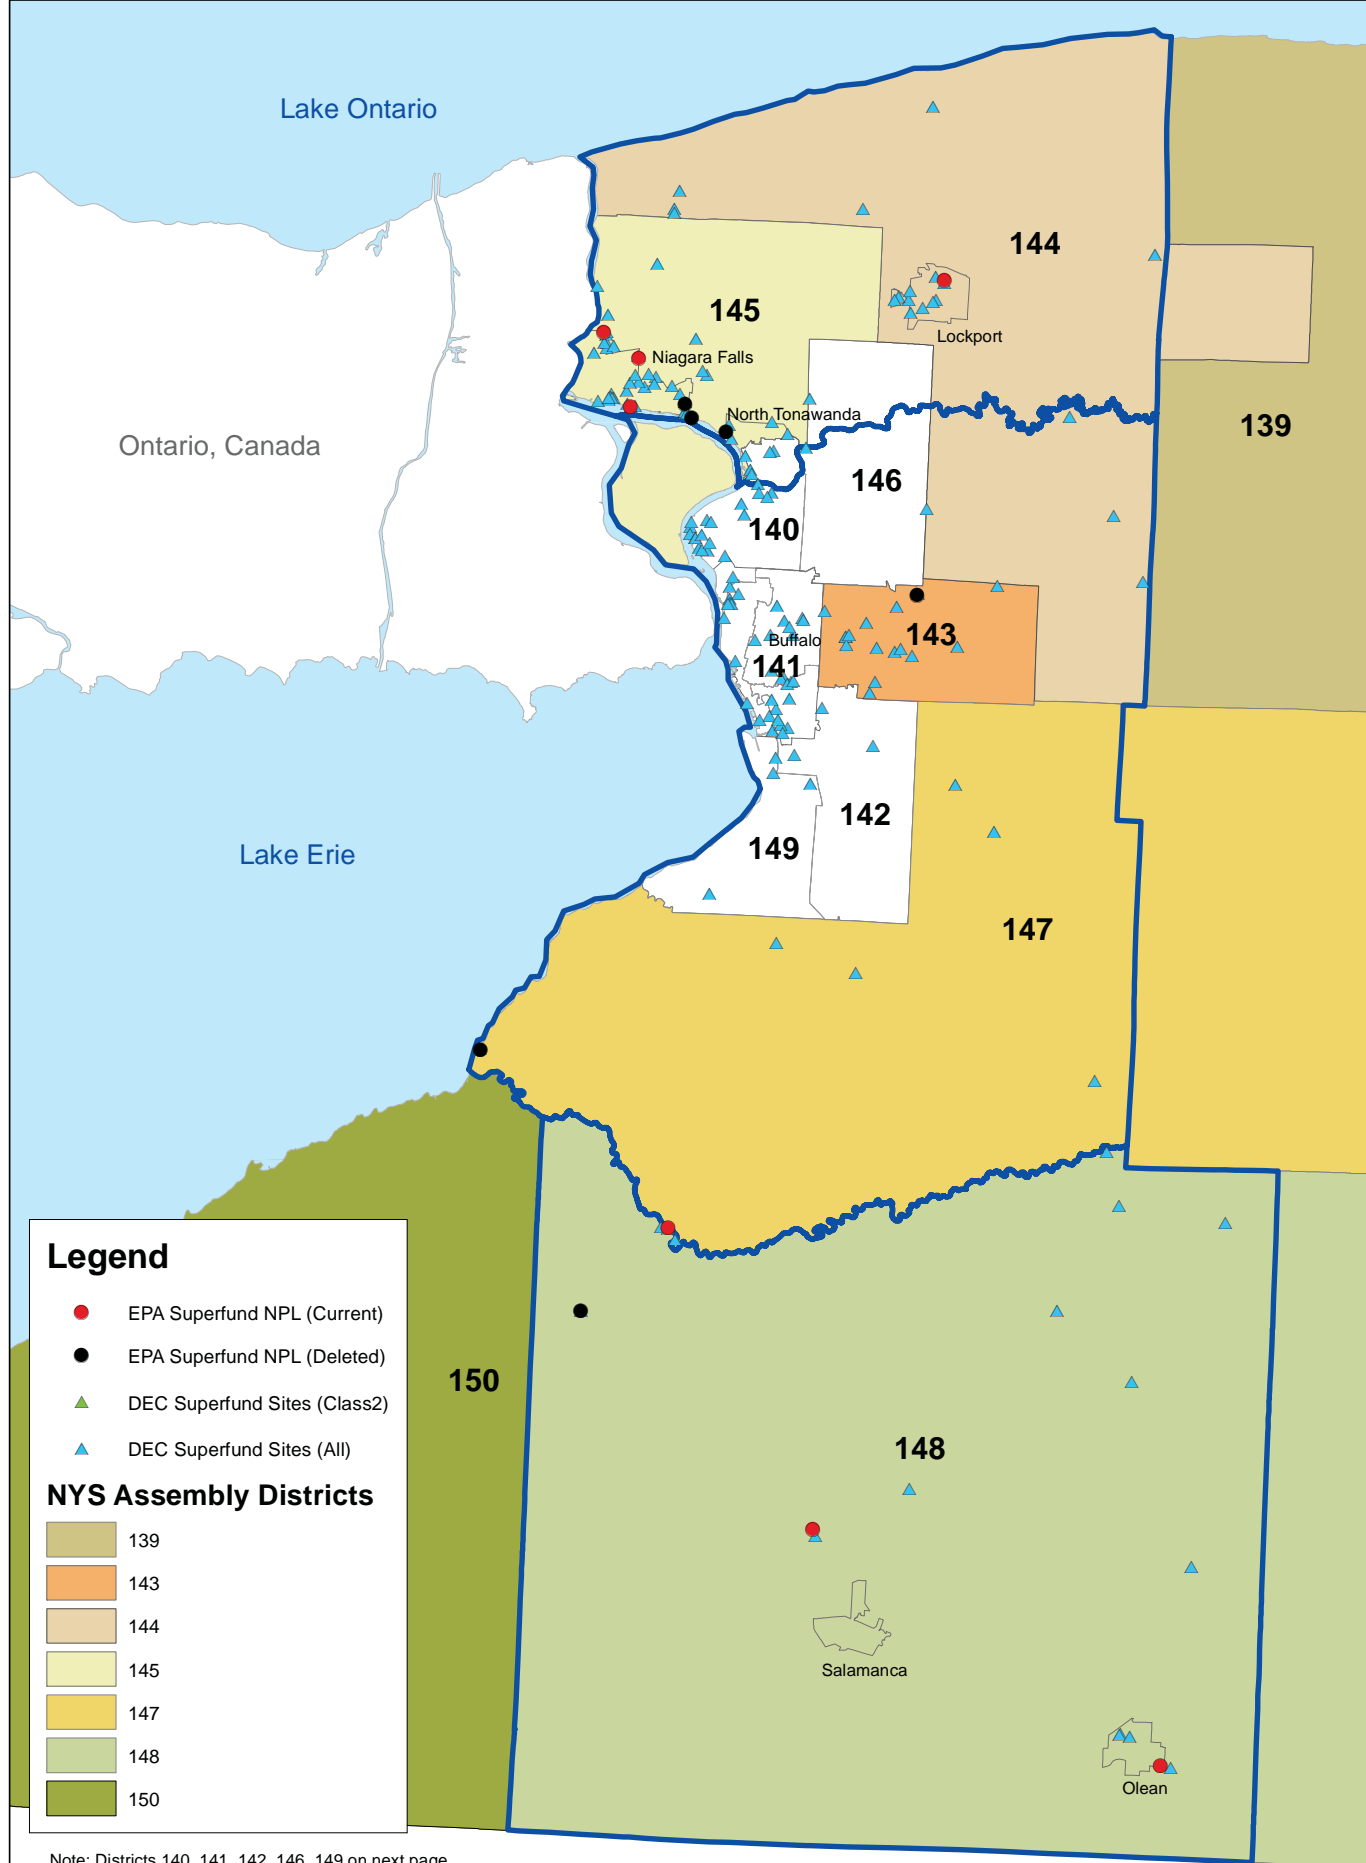 Lake Ontario
144
145
Lockport
Niagara Falls
North Tonawanda
139
Ontario, Canada
146
140
143
Buffalo
141
142
149
Lake Erie
147
Legend
EPA Superfund NPL (Current)
EPA Superfund NPL (Deleted)
150
DEC Superfund Sites (Class2)
DEC Superfund Sites (All)
148
NYS Assembly Districts
139
143
144
145
147
148
150
Salamanca
Olean
Note: Districts 140, 141, 142, 146, 149 on next page